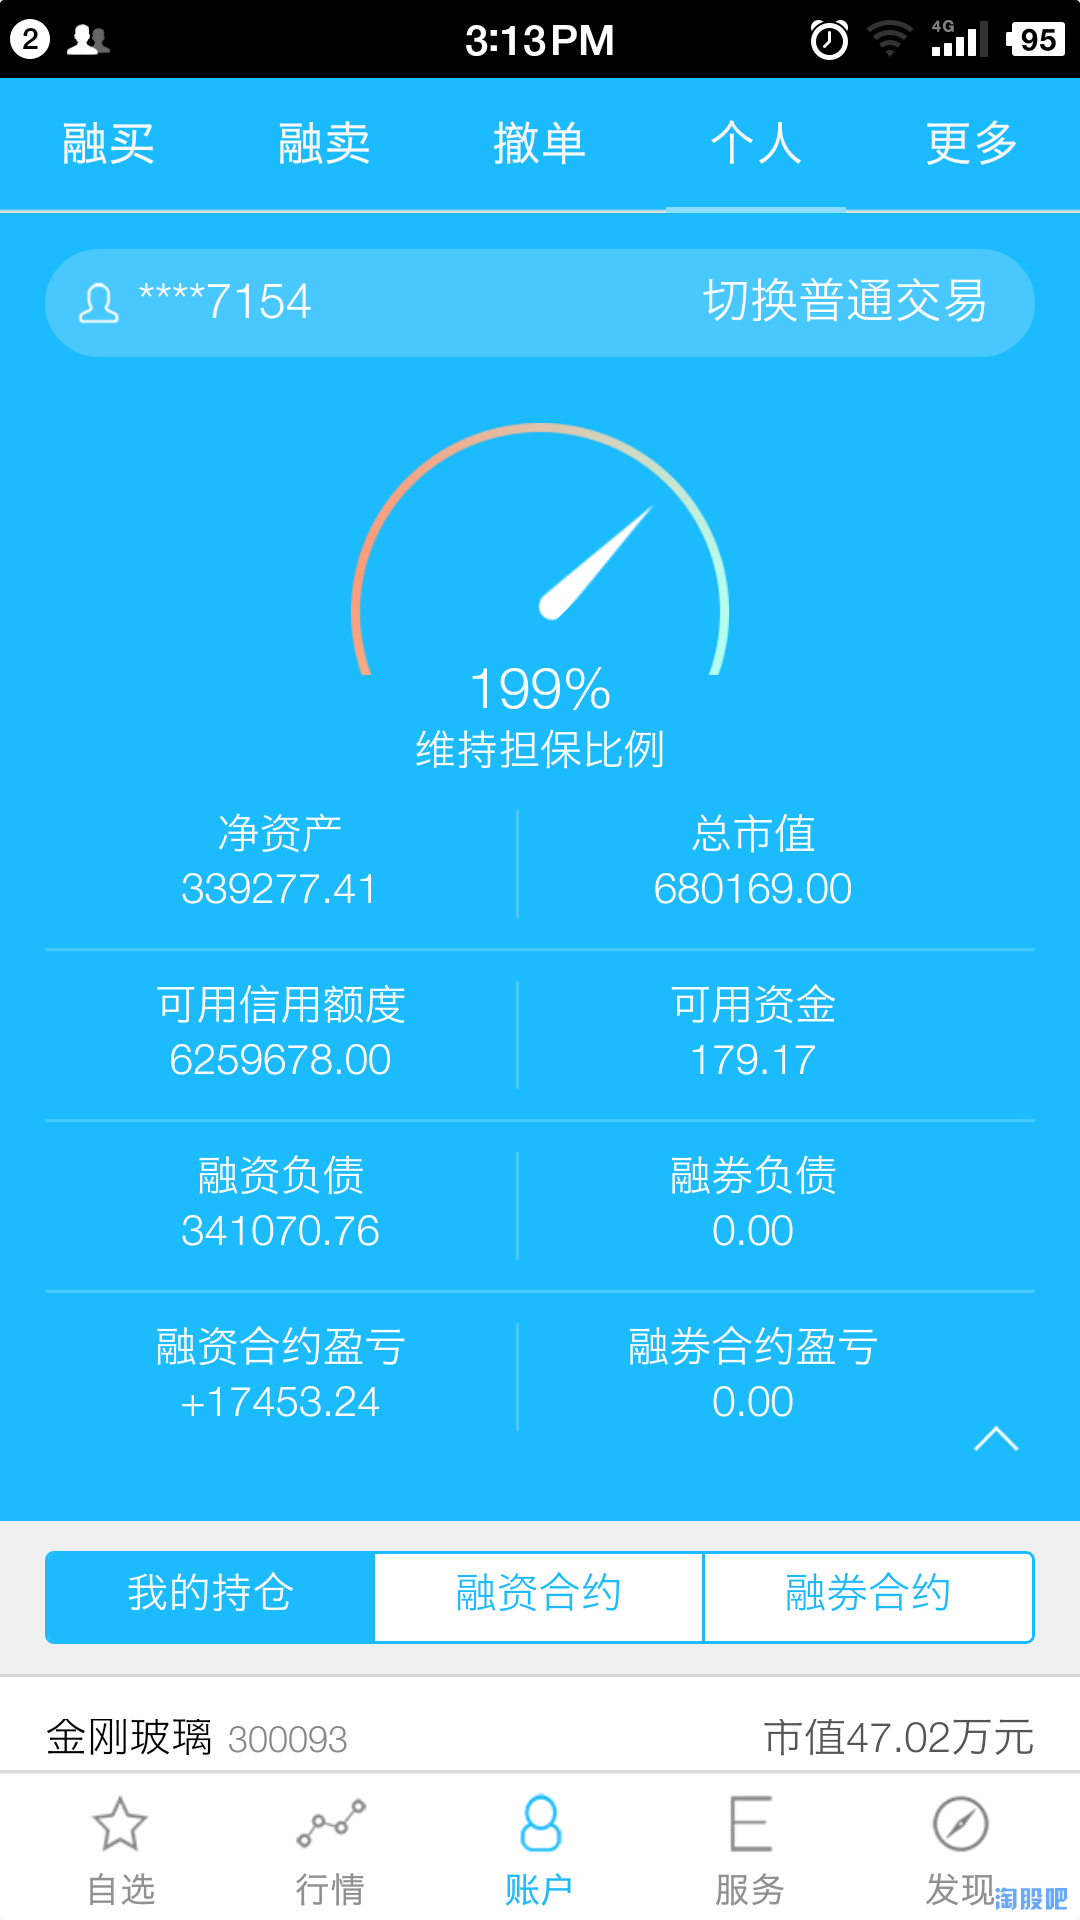 2 3:13PM 4G 95
融买 融卖 撤单 个人 更多
****7154 切换普通交易
199%
维持担保比例
净资产 总市值
339277.41 680169.00
可用信用额度 可用资金
6259678.00 179.17
融资负债 融券负债
341070.76 0.00
融资合约盈亏 融券合约盈亏
+17453.24 0.00
我的持仓 融资合约 融券合约
金刚玻璃 300093 市值47.02万元
自选 行情 账户 服务 发现
淘股吧